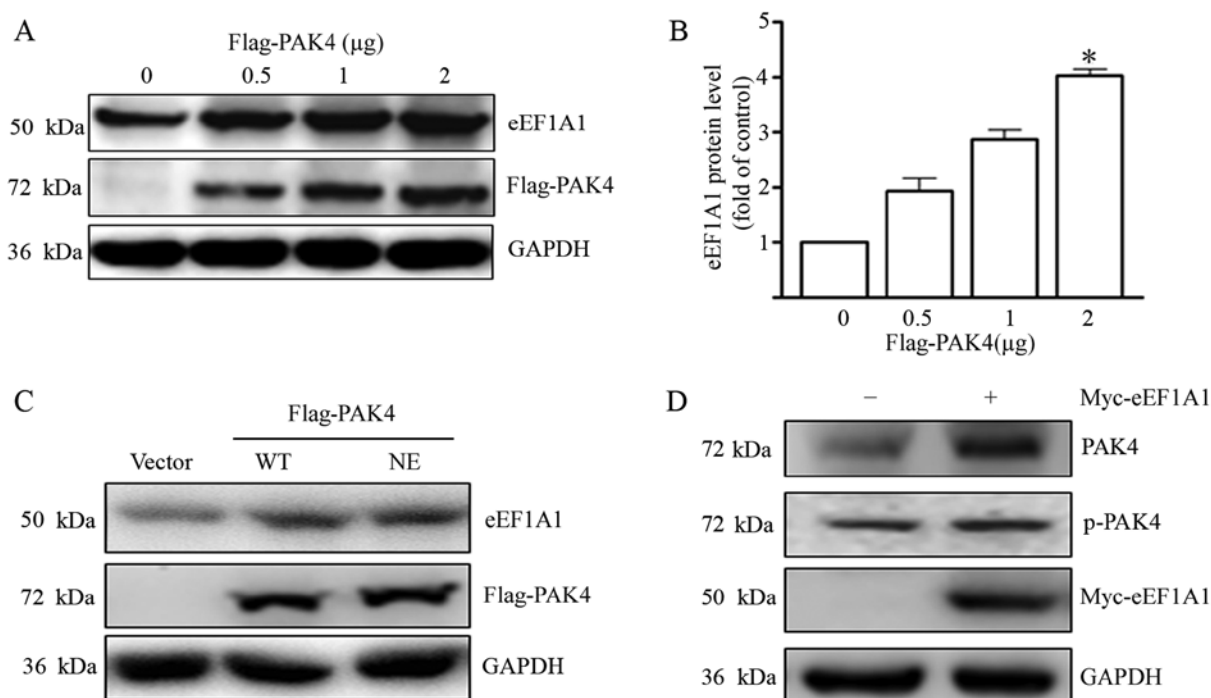 A
Flag-PAK4 (µg)
0 0.5 1 2
50 kDa eEF1A1
72 kDa Flag-PAK4
36 kDa GAPDH
B
eEF1A1 protein level
(fold of control)
5
4
3
2
1
*
0 0.5 1 2
Flag-PAK4(µg)
C
Flag-PAK4
Vector WT NE
50 kDa eEF1A1
72 kDa Flag-PAK4
36 kDa GAPDH
D
− + Myc-eEF1A1
72 kDa PAK4
72 kDa p-PAK4
50 kDa Myc-eEF1A1
36 kDa GAPDH